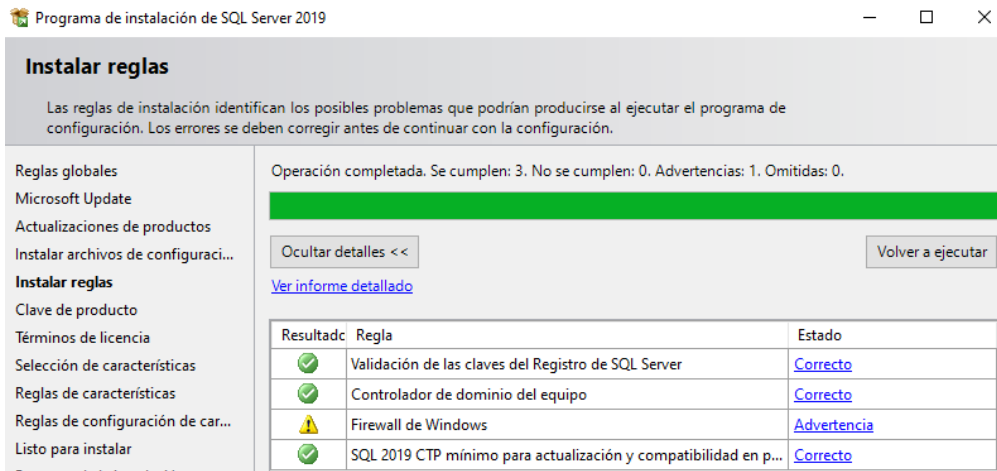 Programa de instalación de SQL Server 2019
Instalar reglas
Las reglas de instalación identifican los posibles problemas que podrían producirse al ejecutar el programa de
configuración. Los errores se deben corregir antes de continuar con la configuración.
Reglas globales
Microsoft Update
Actualizaciones de productos
Instalar archivos de configuraci...
Instalar reglas
Clave de producto
Términos de licencia
Selección de características
Reglas de características
Reglas de configuración de car...
Listo para instalar
Operación completada. Se cumplen: 3. No se cumplen: 0. Advertencias: 1. Omitidas: 0.
Ocultar detalles << Volver a ejecutar
Ver informe detallado
Resultado Regla Estado
Validación de las claves del Registro de SQL Server Correcto
Controlador de dominio del equipo Correcto
Firewall de Windows Advertencia
SQL 2019 CTP mínimo para actualización y compatibilidad en p... Correcto